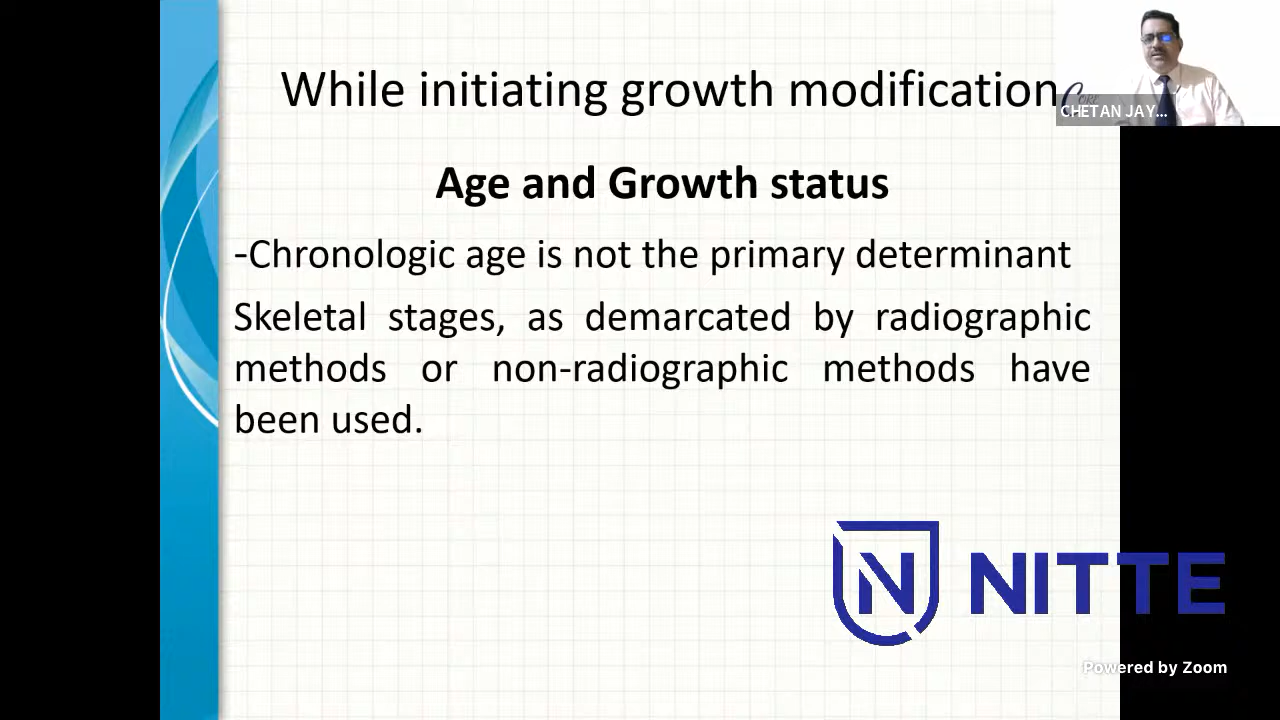 While initiating growth modification
CHETAN JAY...
Age and Growth status
-Chronologic age is not the primary determinant
Skeletal stages, as demarcated by radiographic
methods or non-radiographic methods have
been used.
N NITTE
Powered by Zoom